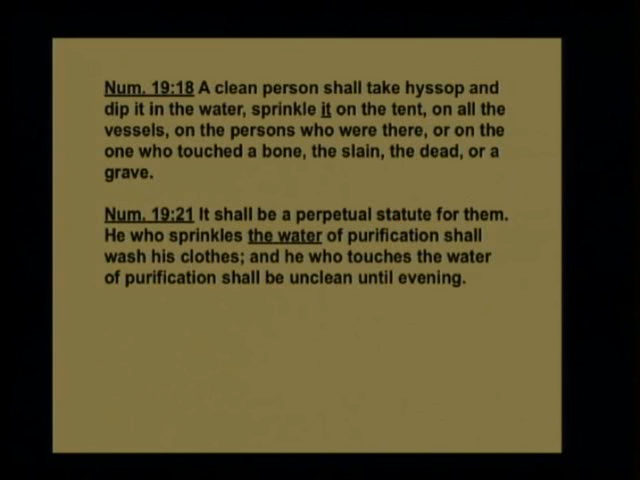 Num. 19:18 A clean person shall take hyssop and
dip it in the water, sprinkle it on the tent, on all the
vessels, on the persons who were there, or on the
one who touched a bone, the slain, the dead, or a
grave.
Num. 19:21 It shall be a perpetual statute for them.
He who sprinkles the water of purification shall
wash his clothes; and he who touches the water
of purification shall be unclean until evening.